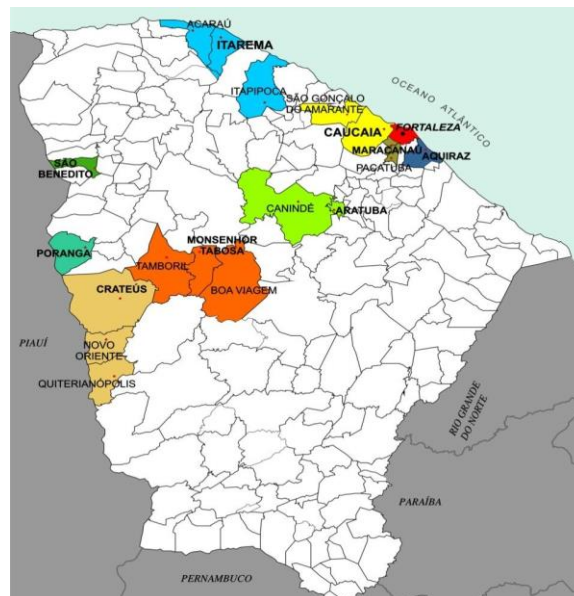 ACARAÚ
ITAREMA
ITAPIPOCA
SÃO GONÇALO
DO AMARANTE
OCEANO ATLÂNTICO
CAUCAIA
FORTALEZA
MARACANAÚ
PACATUBA
AQUIRAZ
SÃO
BENEDITO
CANINDÉ
ARATUBA
PORANGA
MONSENHOR
TABOSA
TAMBORIL
BOA VIAGEM
CRATEÚS
PIAUÍ
NOVO
ORIENTE
QUITERIANÓPOLIS
RIO GRANDE
DO NORTE
PARAÍBA
PERNAMBUCO